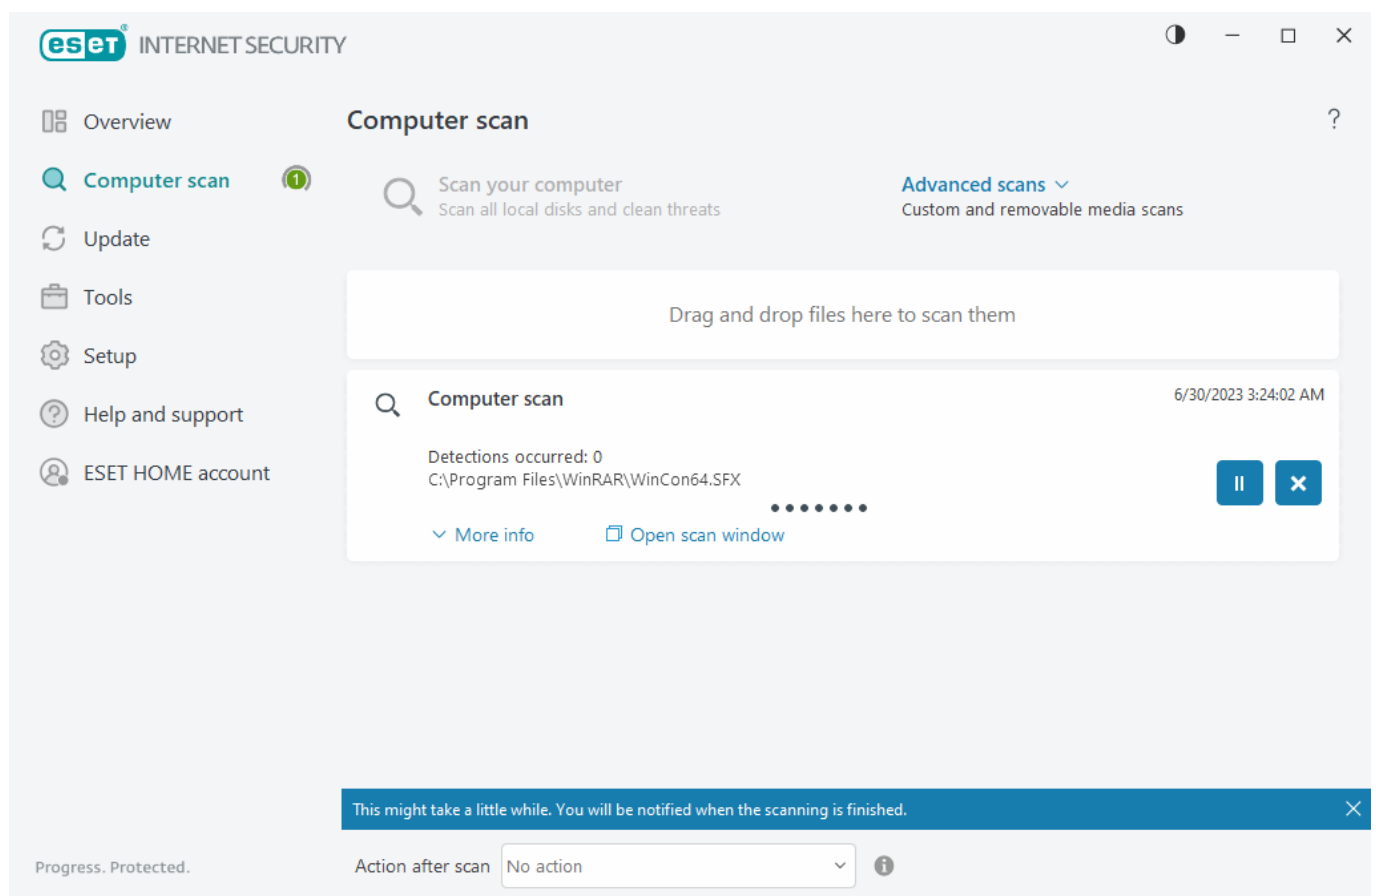 eset® INTERNET SECURITY
Overview
Computer scan 1
Update
Tools
Setup
Help and support
ESET HOME account
Progress. Protected.
Computer scan ?
Scan your computer
Scan all local disks and clean threats
Advanced scans
Custom and removable media scans
Drag and drop files here to scan them
Computer scan 6/30/2023 3:24:02 AM
Detections occurred: 0
C:\Program Files\WinRAR\WinCon64.SFX
More info Open scan window
This might take a little while. You will be notified when the scanning is finished.
Action after scan No action